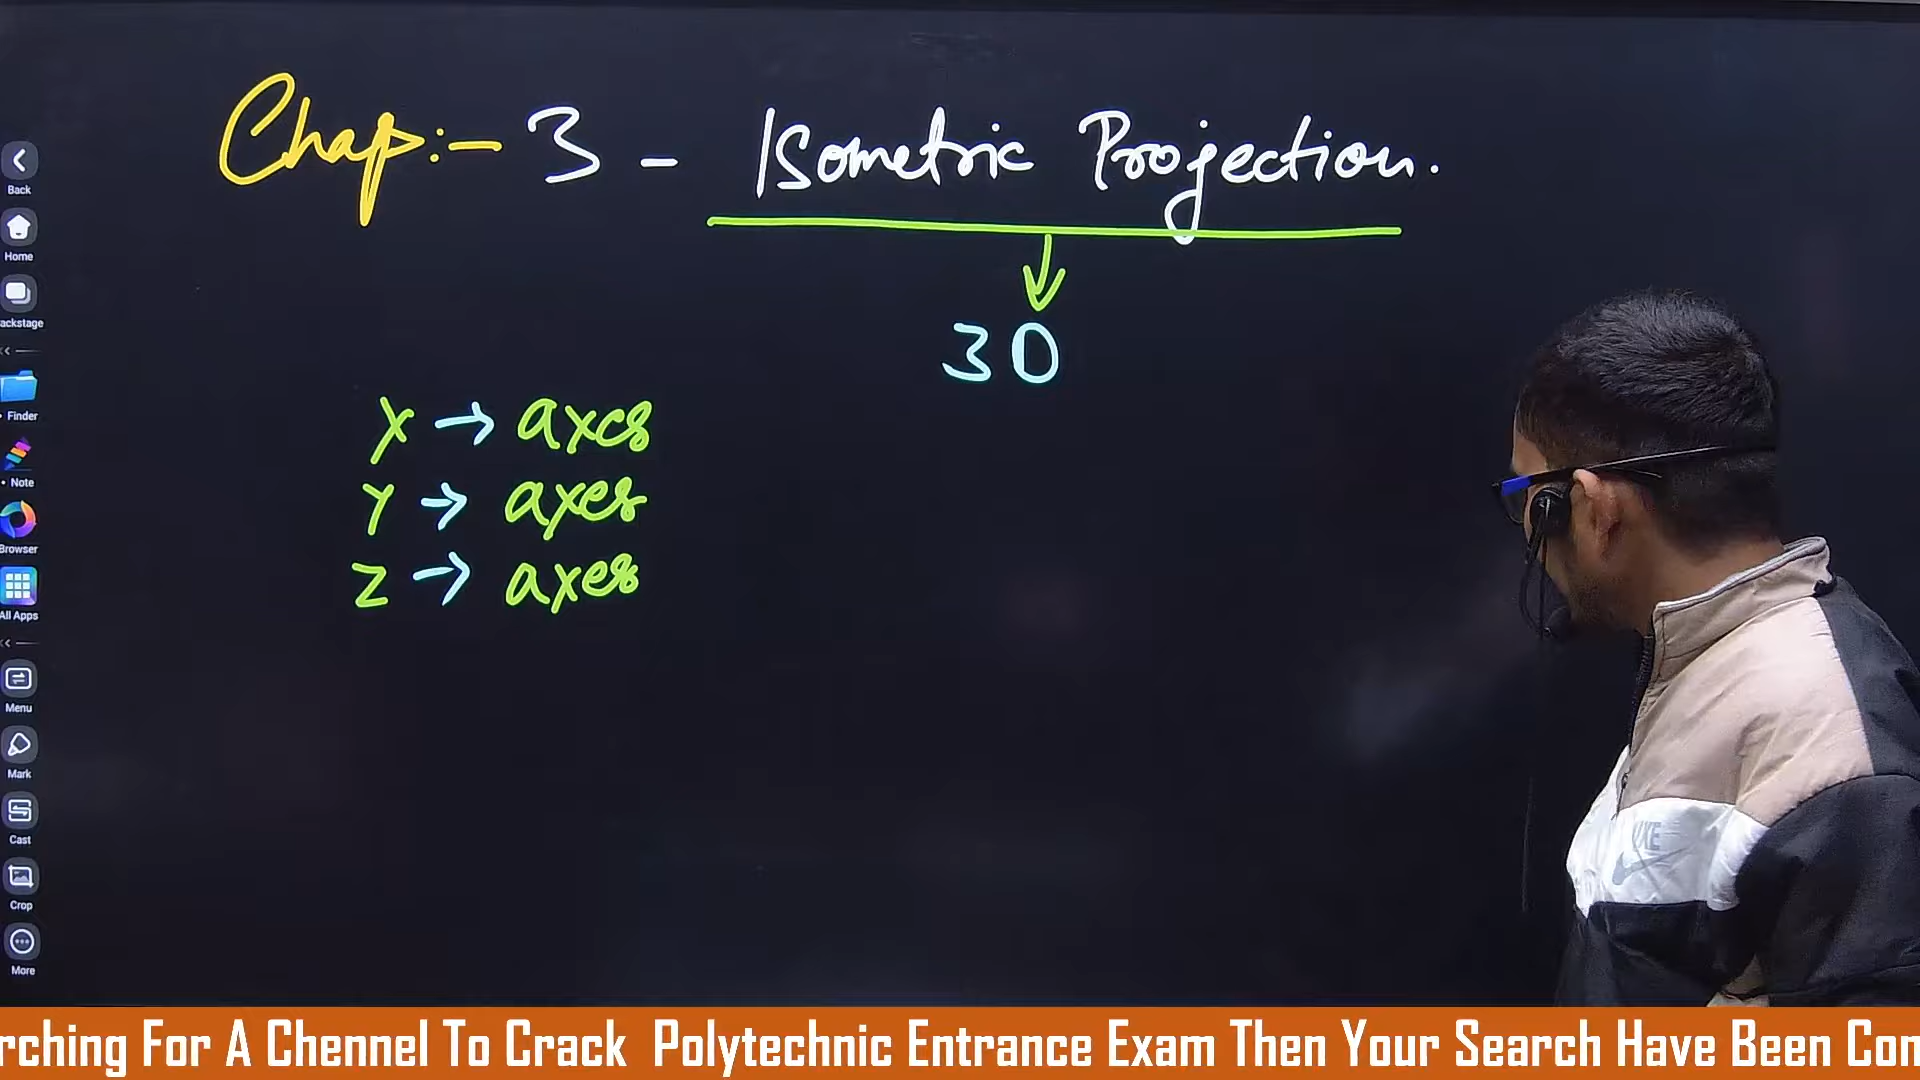 Chap:- 3 - Isometric Projection.
30
X → axes
Y → axes
Z → axes
Back
Home
ackstage
Finder
Note
Browser
All Apps
Menu
Mark
Cast
Crop
More
rching For A Chennel To Crack Polytechnic Entrance Exam Then Your Search Have Been Con